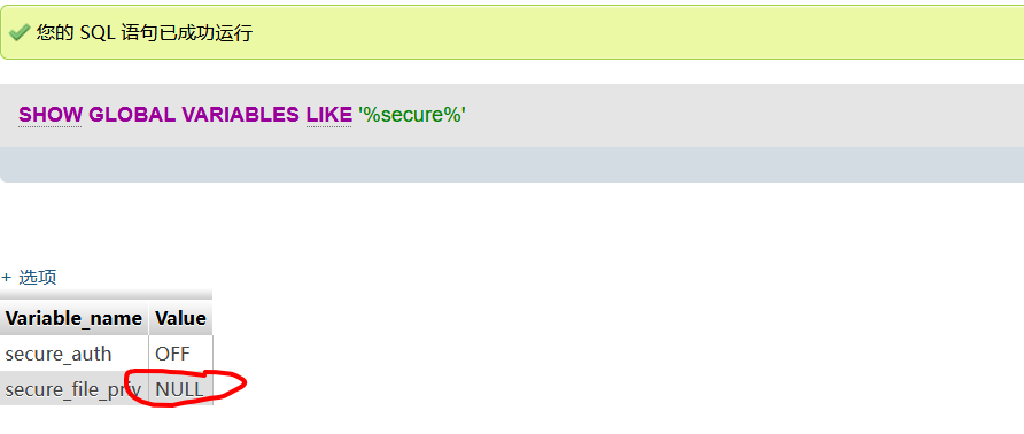 您的 SQL 语句已成功运行
SHOW GLOBAL VARIABLES LIKE '%secure%'
+ 选项
Variable_name Value
secure_auth OFF
secure_file_priv NULL